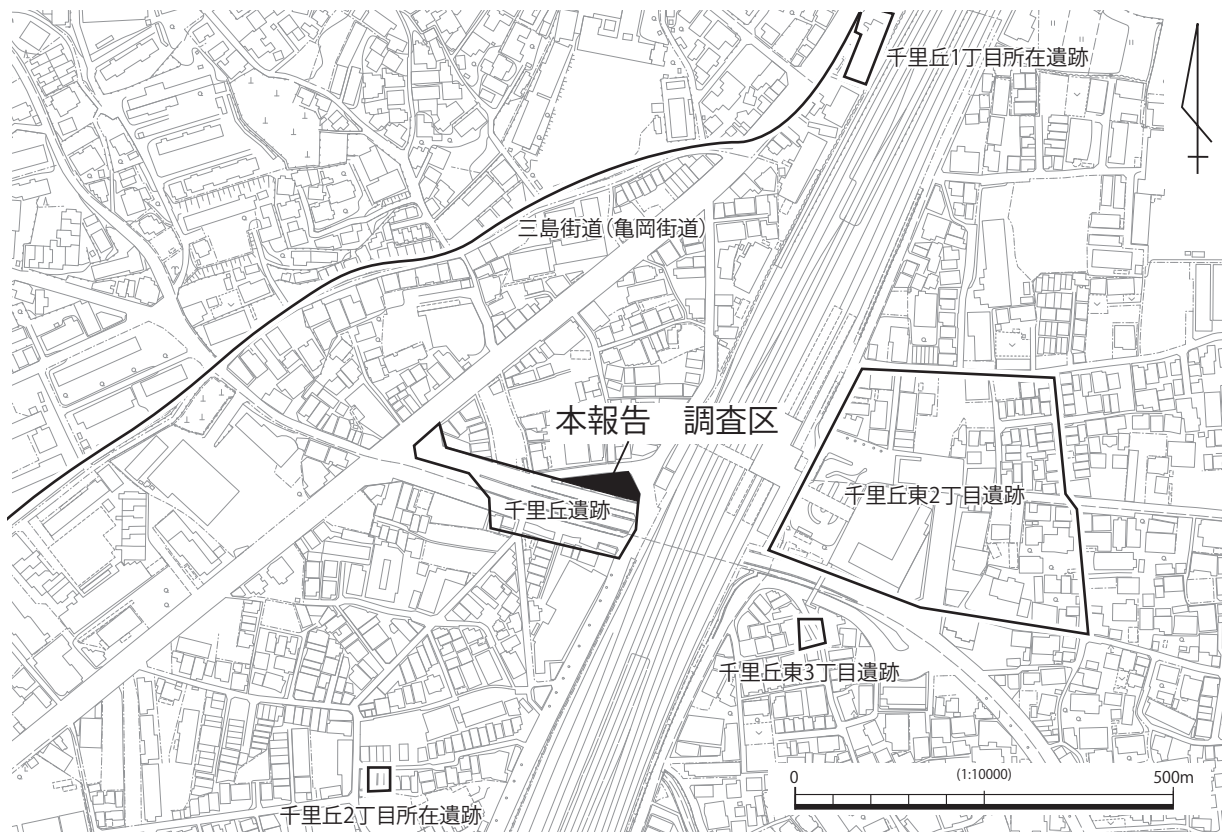 千里丘1丁目所在遺跡
三島街道（亀岡街道）
本報告　調査区
千里丘遺跡
千里丘東2丁目遺跡
千里丘東3丁目遺跡
千里丘2丁目所在遺跡
0 (1:10000) 500m